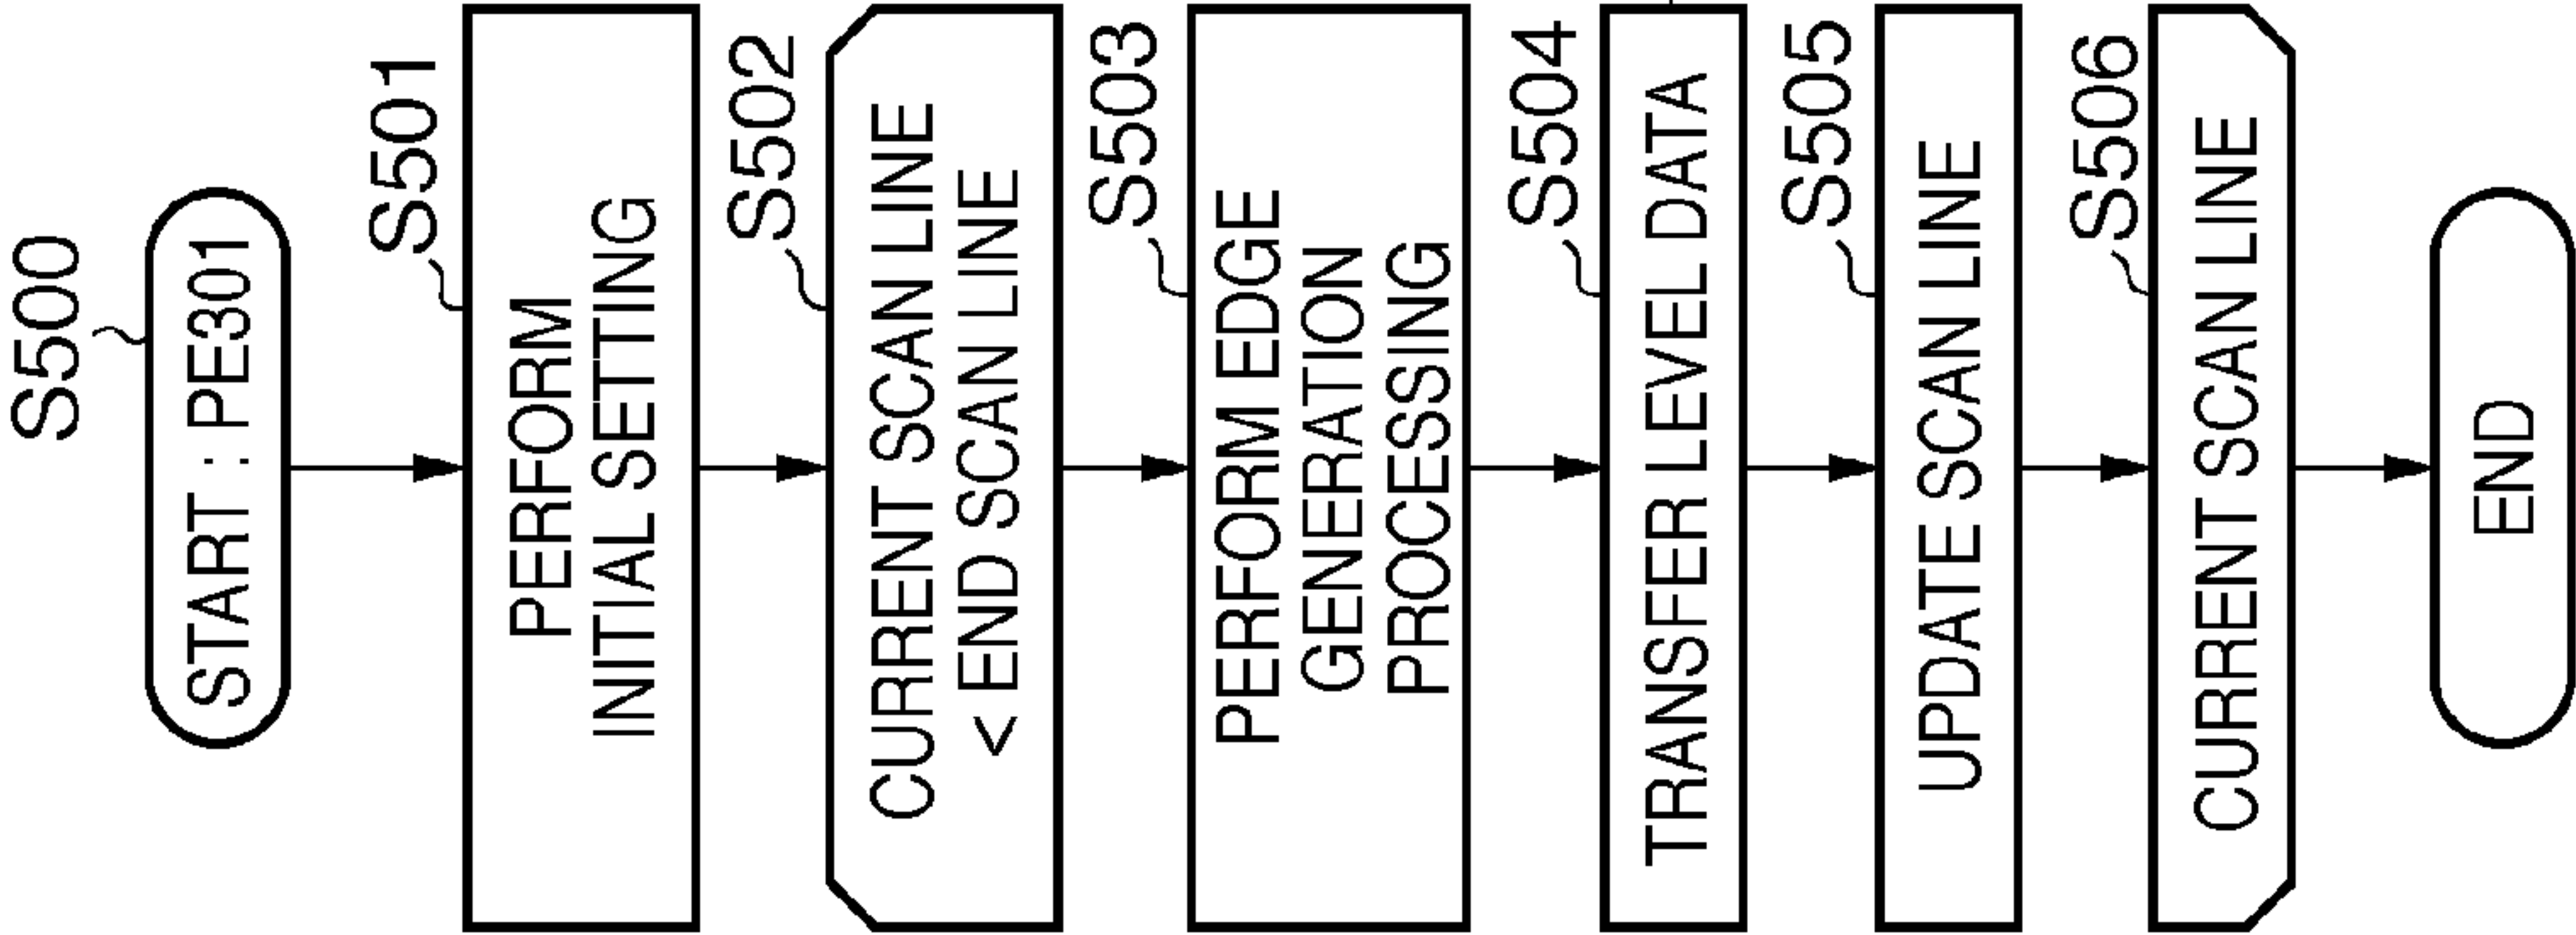 S500
START : PE301
S501
PERFORM
INITIAL SETTING
S502
CURRENT SCAN LINE
< END SCAN LINE
S503
PERFORM EDGE
GENERATION
PROCESSING
S504
TRANSFER LEVEL DATA
S505
UPDATE SCAN LINE
S506
CURRENT SCAN LINE
END